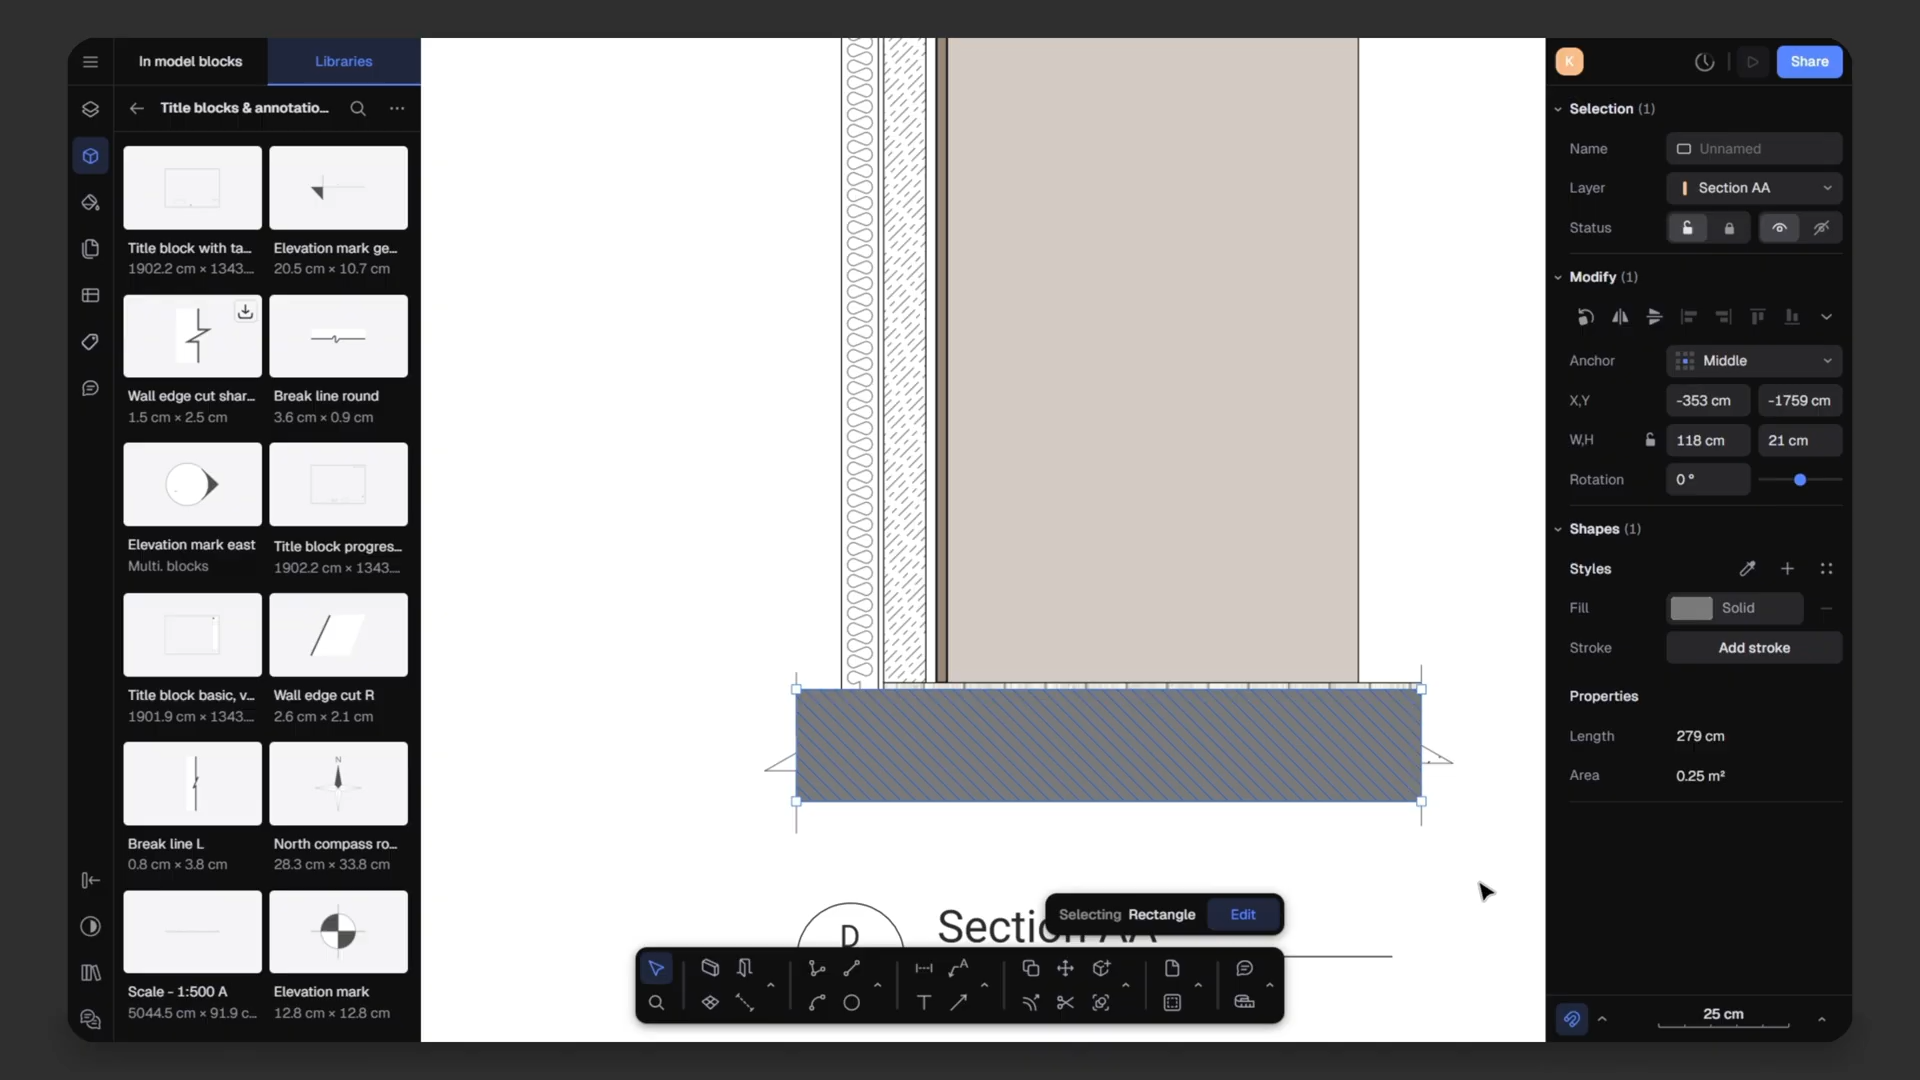 In model blocks
Libraries
K
Share
Title blocks & annotatio...
Title block with ta...
1902.2 cm × 1343....
Elevation mark ge...
20.5 cm × 10.7 cm
Wall edge cut shar...
1.5 cm × 2.5 cm
Break line round
3.6 cm × 0.9 cm
Elevation mark east
Multi. blocks
Title block progres...
1902.2 cm × 1343....
Title block basic, v...
1901.9 cm × 1343....
Wall edge cut R
2.6 cm × 2.1 cm
N
Break line L
0.8 cm × 3.8 cm
North compass ro...
28.3 cm × 33.8 cm
Scale - 1:500 A
5044.5 cm × 91.9 c...
Elevation mark
12.8 cm × 12.8 cm
D
Section AA
Selecting Rectangle
Edit
A
T
Selection (1)
Name
Unnamed
Layer
Section AA
Status
Modify (1)
Anchor
Middle
X,Y
-353 cm
-1759 cm
W,H
118 cm
21 cm
Rotation
0 °
Shapes (1)
Styles
Fill
Solid
Stroke
Add stroke
Properties
Length
279 cm
Area
0.25 m²
25 cm